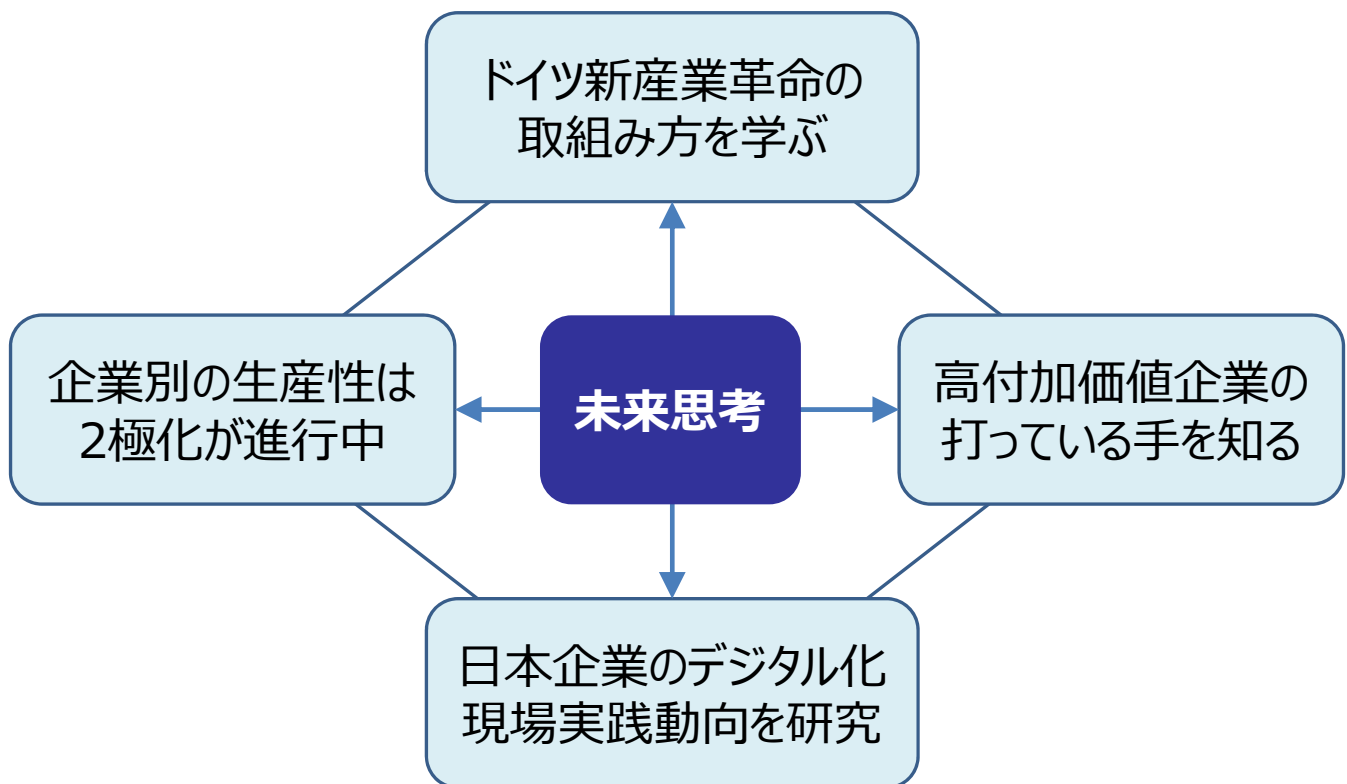 ドイツ新産業革命の
取組み方を学ぶ
企業別の生産性は
2極化が進行中
未来思考
高付加価値企業の
打っている手を知る
日本企業のデジタル化
現場実践動向を研究